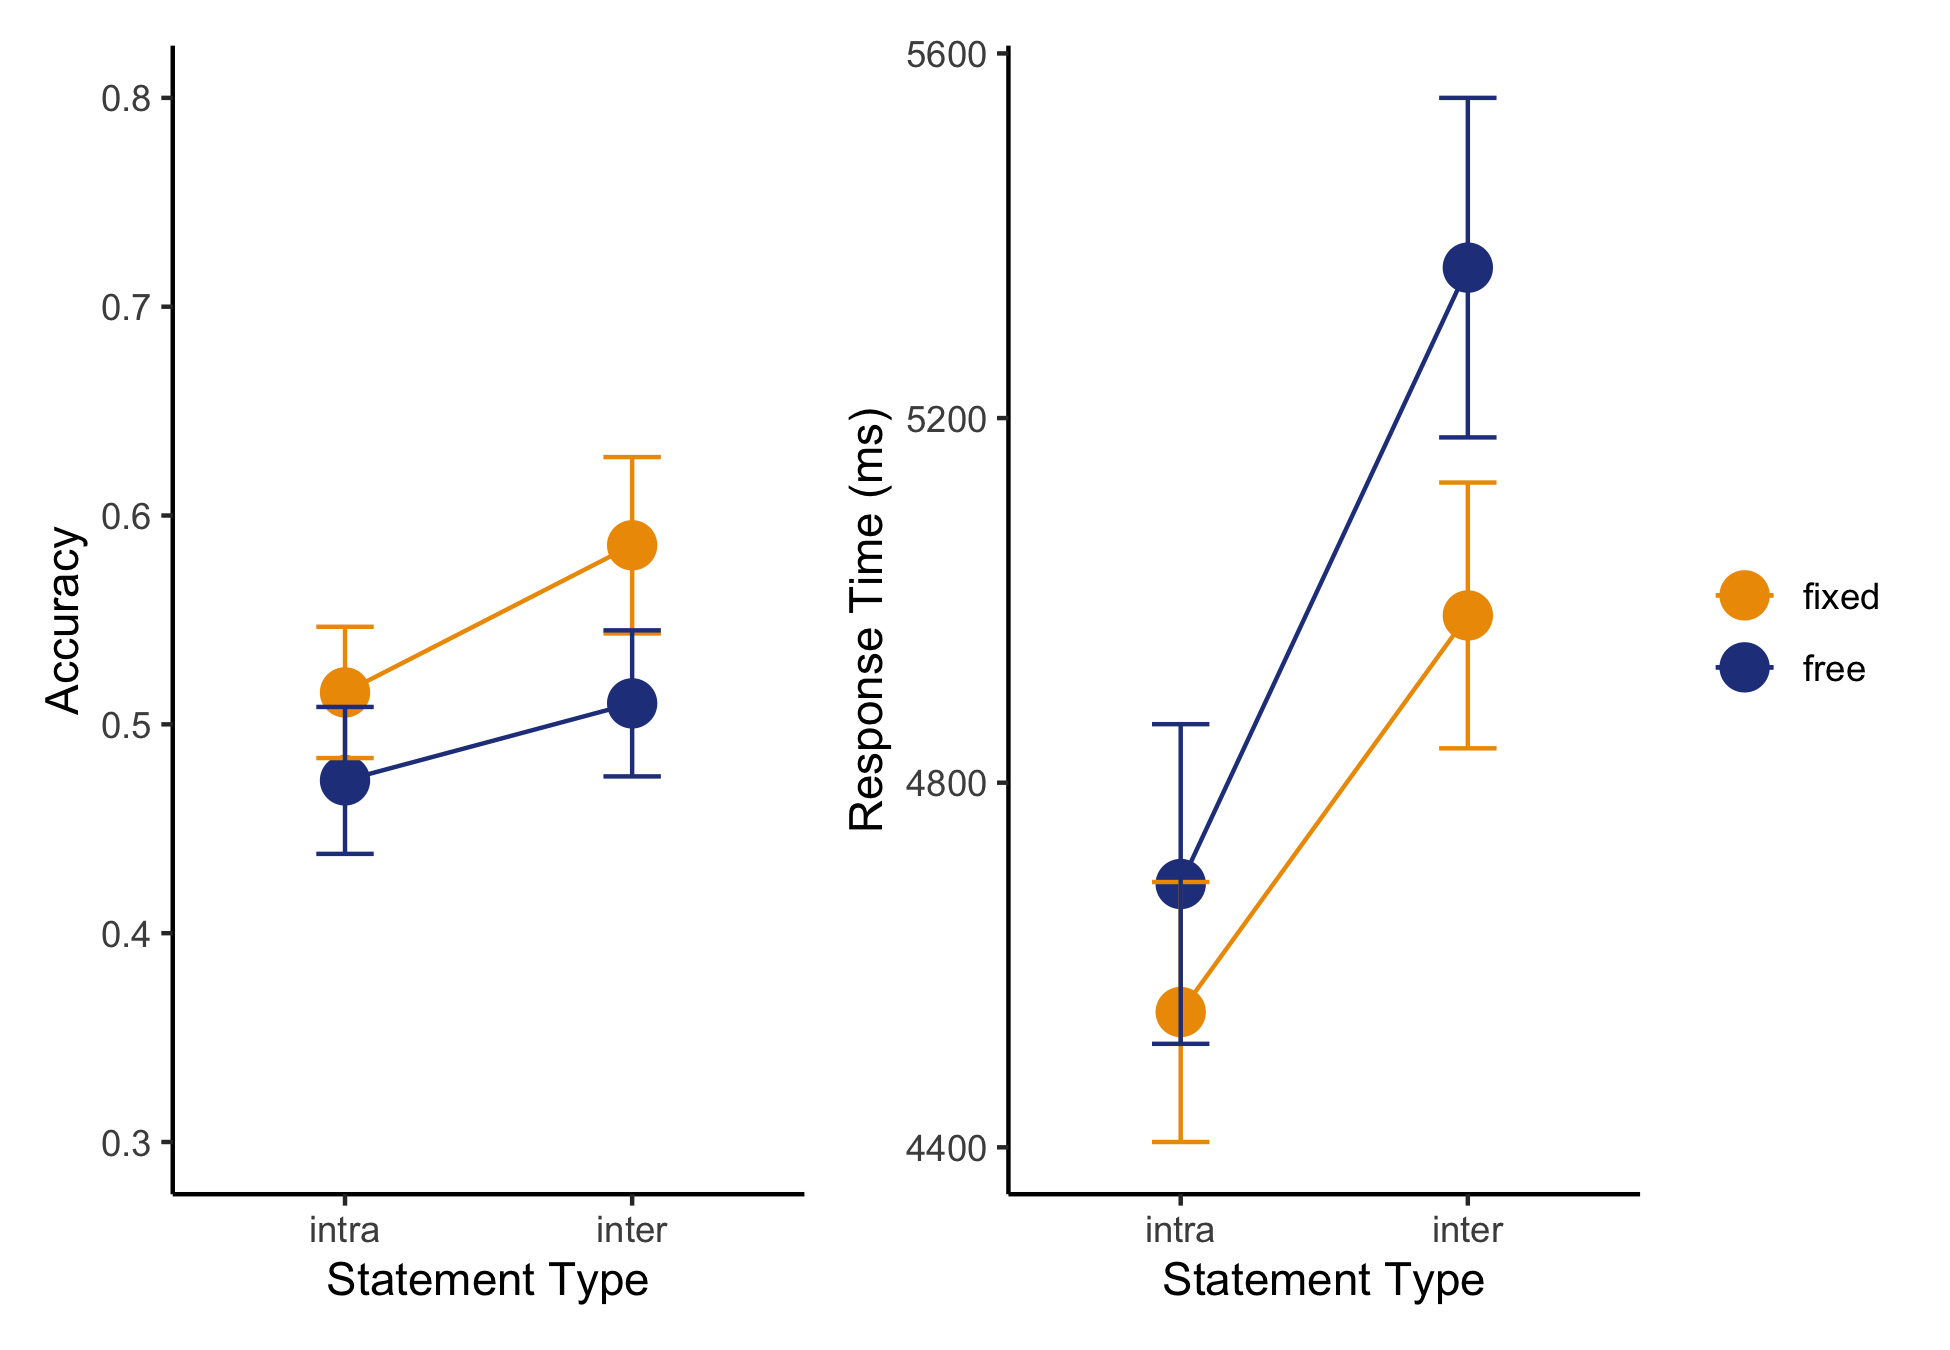 0.8
0.7
0.6
0.5
0.4
0.3
Accuracy
intra inter
Statement Type
5600
5200
4800
4400
Response Time (ms)
intra inter
Statement Type
fixed
free